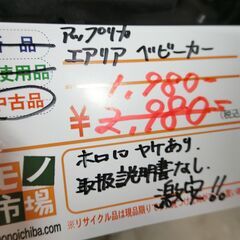 アップリカ
新品 エアリア ベビーカー
使用品 1,980-
中古品 ¥2,980- (税込
ホロにヤケあり。
取扱説明書なし。
モノ 激安!!
市場 ※リサイクル品は現品限り
onoichiba.com